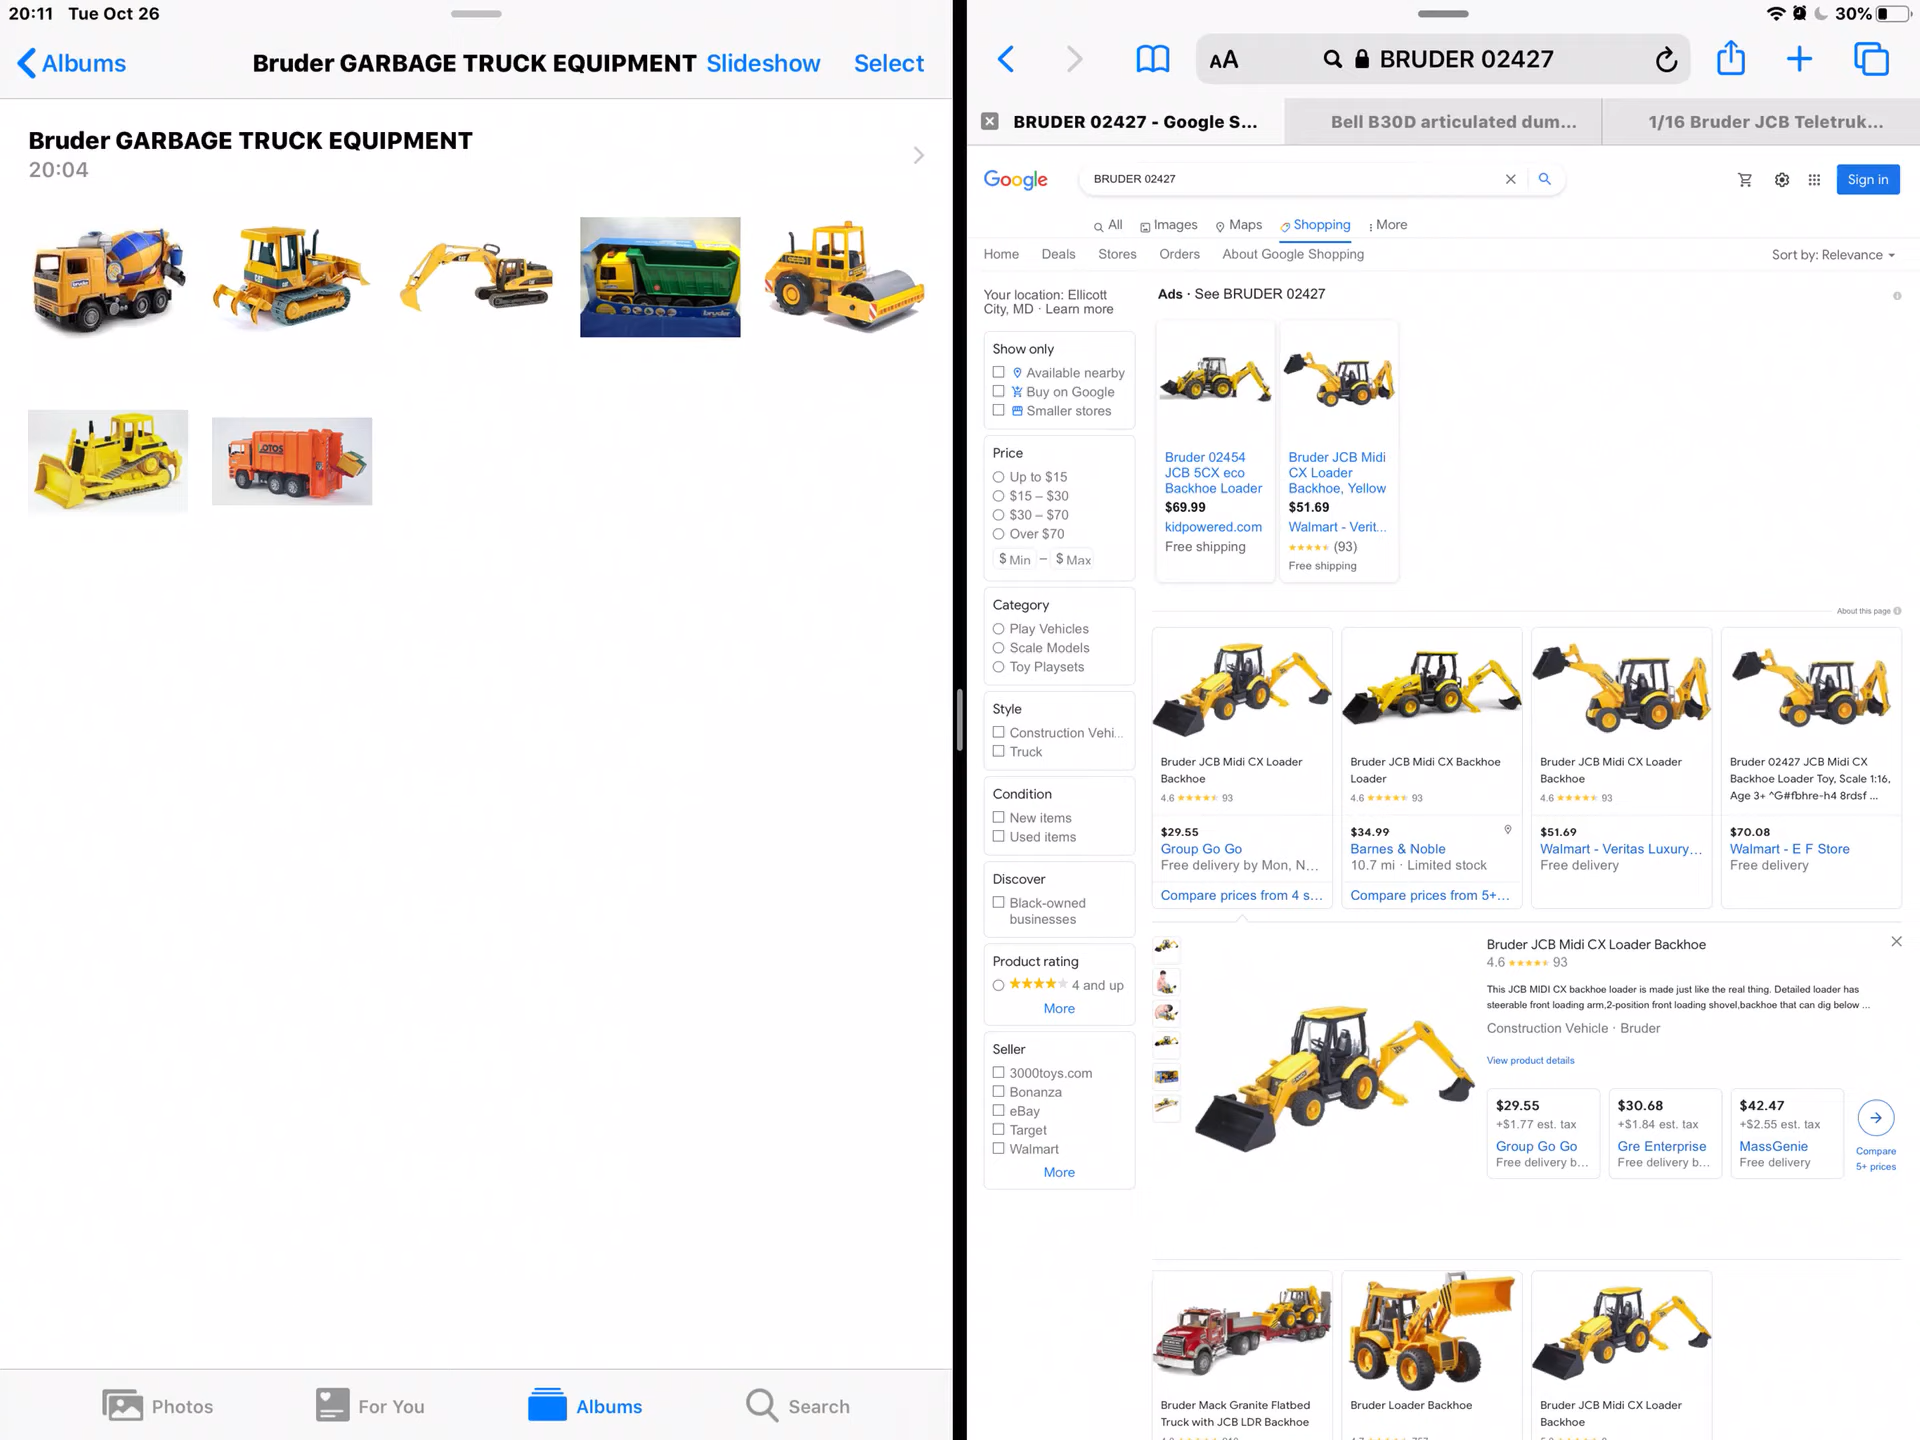 20:11 Tue Oct 26
Albums
Bruder GARBAGE TRUCK EQUIPMENT
Slideshow
Select
Bruder GARBAGE TRUCK EQUIPMENT
20:04
bruder
Photos
For You
Albums
Search
30%
AA
BRUDER 02427
BRUDER 02427 - Google S...
Bell B30D articulated dum...
1/16 Bruder JCB Teletruk...
Google
BRUDER 02427
Sign in
All
Images
Maps
Shopping
More
Home
Deals
Stores
Orders
About Google Shopping
Sort by: Relevance
Your location: Ellicott
City, MD · Learn more
Show only
Available nearby
Buy on Google
Smaller stores
Price
Up to $15
$15 – $30
$30 – $70
Over $70
$ Min – $ Max
Category
Play Vehicles
Scale Models
Toy Playsets
Style
Construction Vehi...
Truck
Condition
New items
Used items
Discover
Black-owned
businesses
Product rating
4 and up
More
Seller
3000toys.com
Bonanza
eBay
Target
Walmart
More
Ads · See BRUDER 02427
Bruder 02454
JCB 5CX eco
Backhoe Loader
$69.99
kidpowered.com
Free shipping
Bruder JCB Midi
CX Loader
Backhoe, Yellow
$51.69
Walmart - Verit...
(93)
Free shipping
About this page
Bruder JCB Midi CX Loader
Backhoe
4.6 93
$29.55
Group Go Go
Free delivery by Mon, N...
Compare prices from 4 s...
Bruder JCB Midi CX Backhoe
Loader
4.6 93
$34.99
Barnes & Noble
10.7 mi · Limited stock
Compare prices from 5+...
Bruder JCB Midi CX Loader
Backhoe
4.6 93
$51.69
Walmart - Veritas Luxury...
Free delivery
Bruder 02427 JCB Midi CX
Backhoe Loader Toy, Scale 1:16,
Age 3+ ^G#fbhre-h4 8rdsf ...
$70.08
Walmart - E F Store
Free delivery
Bruder JCB Midi CX Loader Backhoe
4.6 93
This JCB MIDI CX backhoe loader is made just like the real thing. Detailed loader has
steerable front loading arm,2-position front loading shovel,backhoe that can dig below ...
Construction Vehicle · Bruder
View product details
$29.55
+$1.77 est. tax
Group Go Go
Free delivery b...
$30.68
+$1.84 est. tax
Gre Enterprise
Free delivery b...
$42.47
+$2.55 est. tax
MassGenie
Free delivery
Compare
5+ prices
Bruder Mack Granite Flatbed
Truck with JCB LDR Backhoe
Bruder Loader Backhoe
Bruder JCB Midi CX Loader
Backhoe